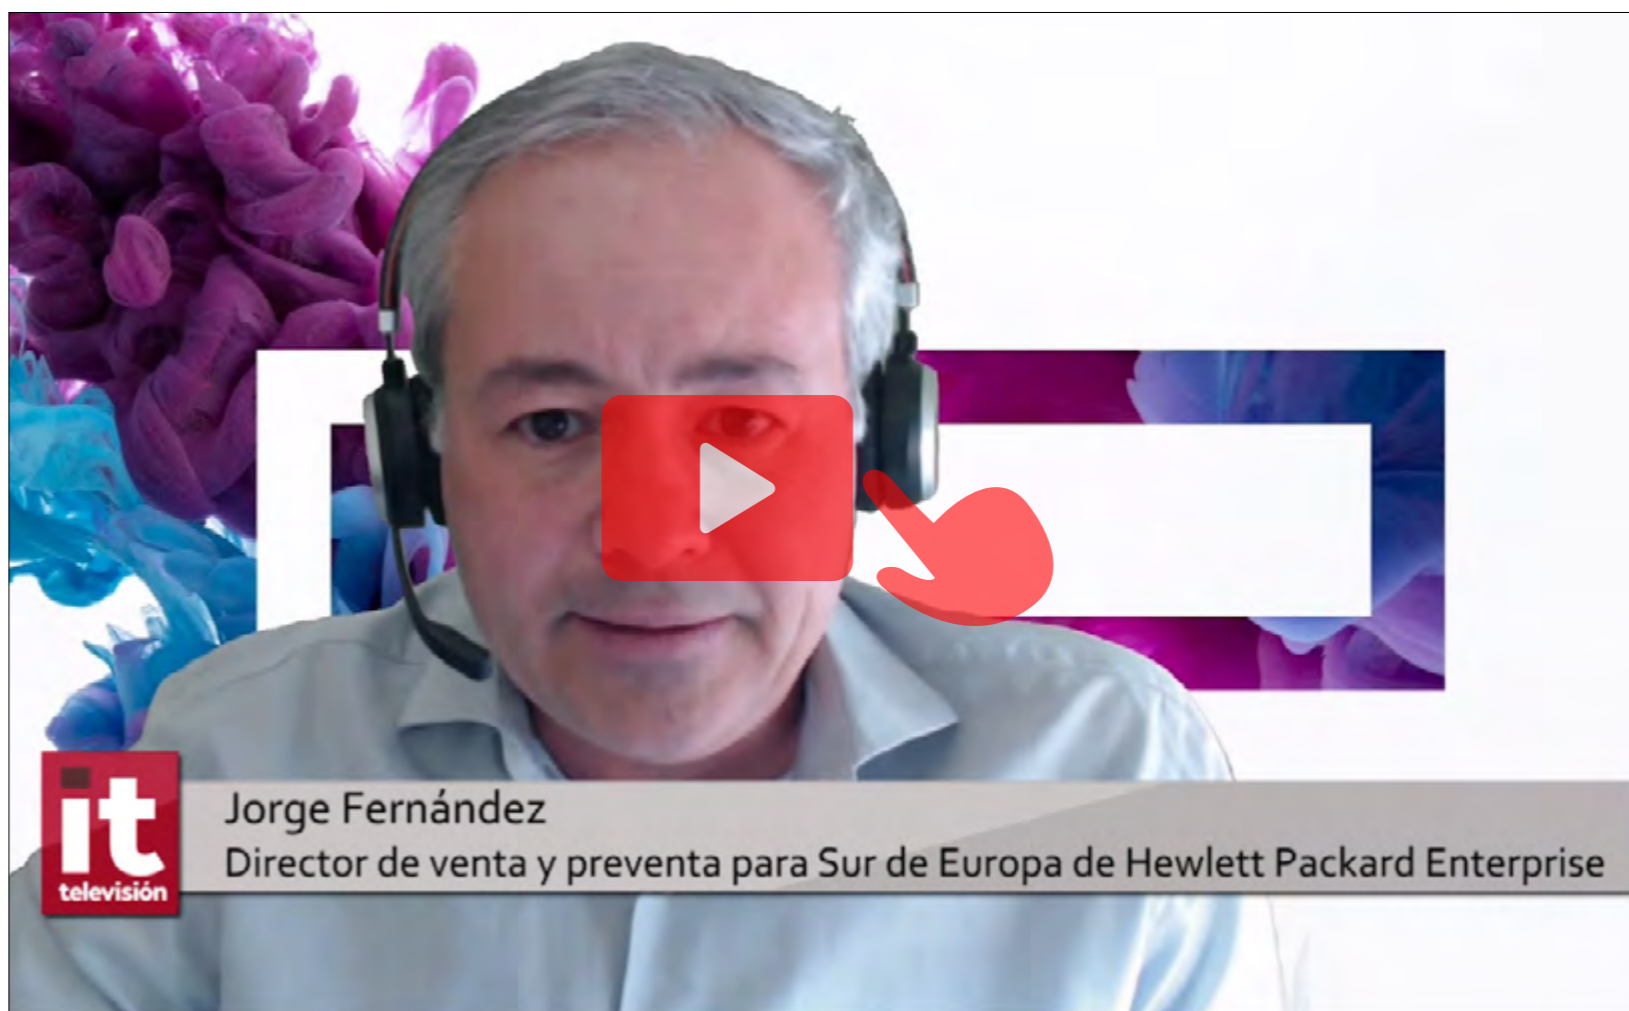 it
televisión
Jorge Fernández
Director de venta y preventa para Sur de Europa de Hewlett Packard Enterprise